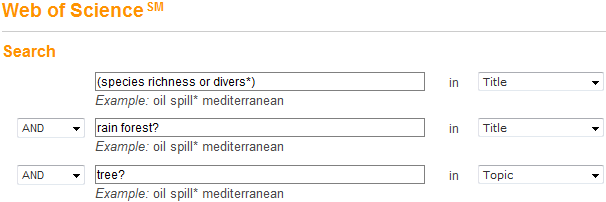 Web of Science SM
Search
(species richness or divers*) in Title
Example: oil spill* mediterranean
AND rain forest? in Title
Example: oil spill* mediterranean
AND tree? in Topic
Example: oil spill* mediterranean